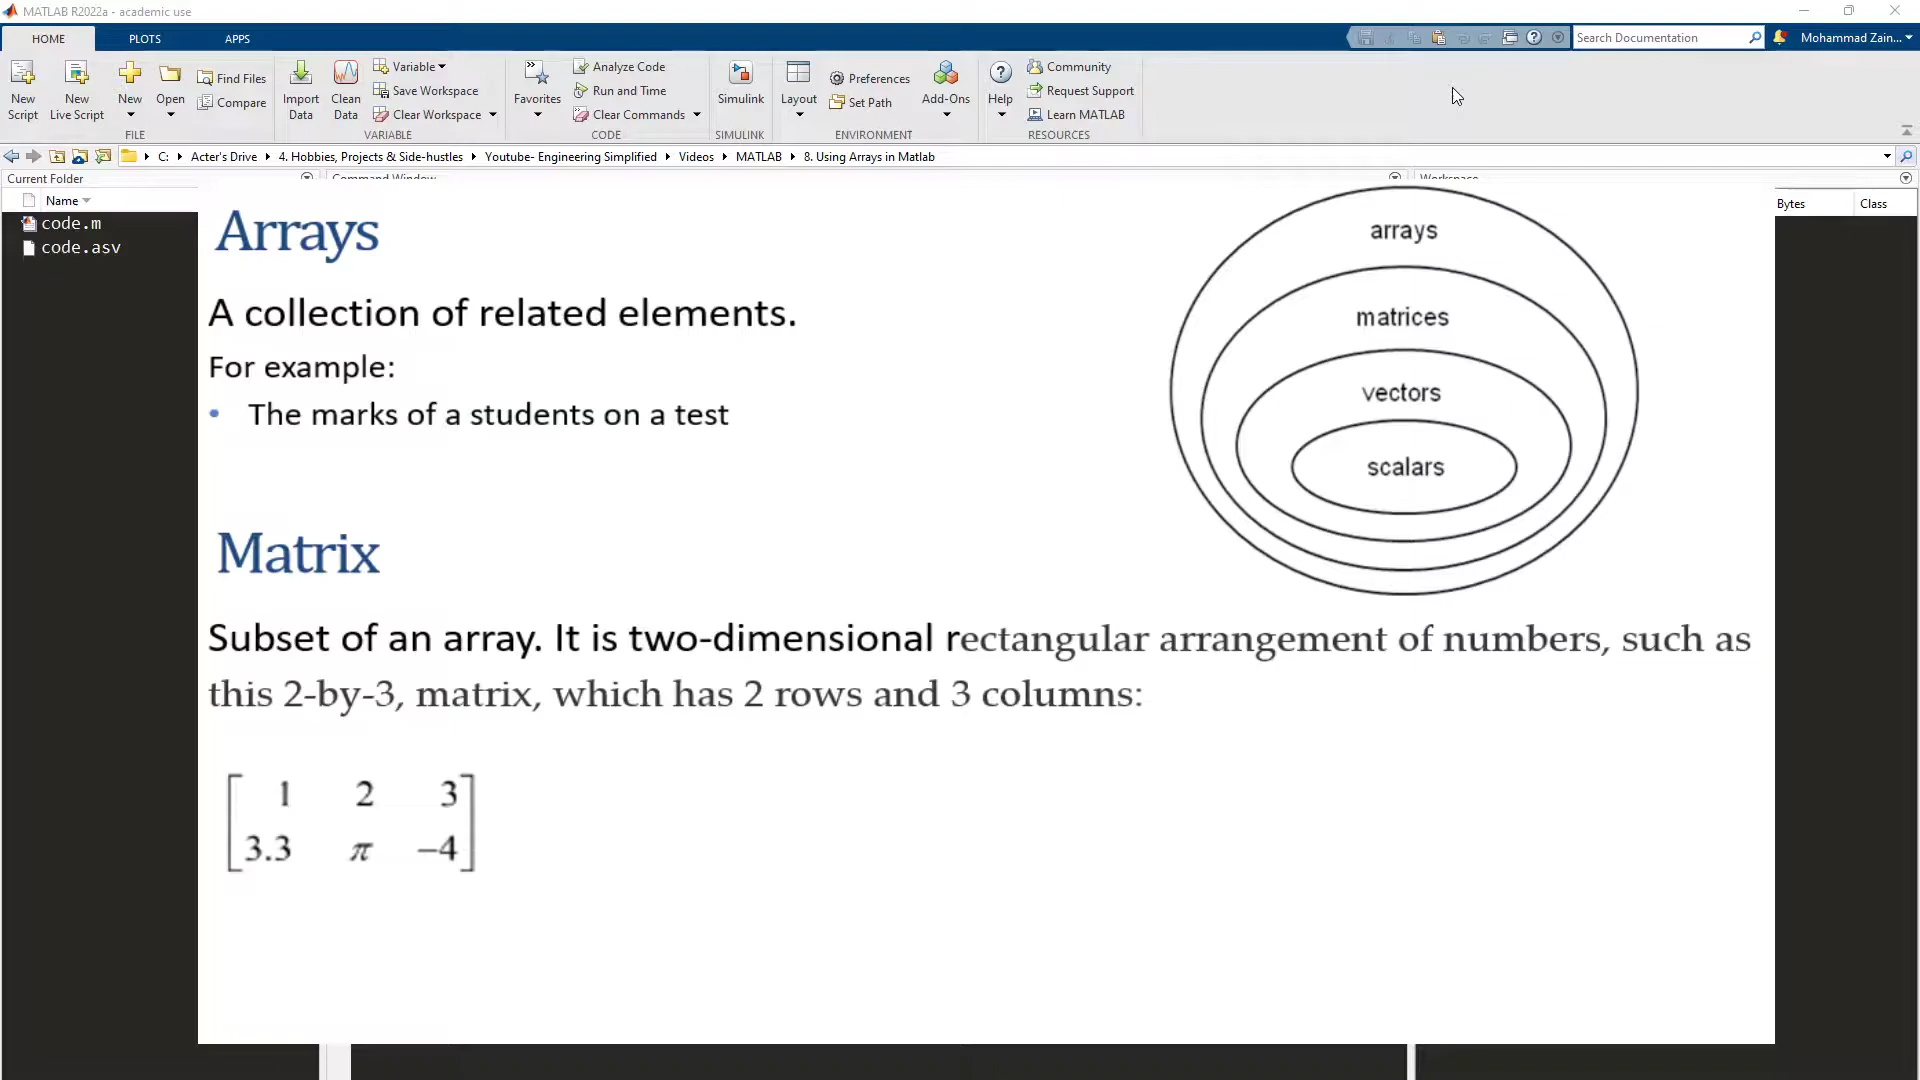 MATLAB R2022a - academic use
HOME PLOTS APPS
Search Documentation
Mohammad Zain...
New Script
New Live Script
New
Open
Find Files
Compare
FILE
Import Data
Clean Data
Variable
Save Workspace
Clear Workspace
VARIABLE
Favorites
Analyze Code
Run and Time
Clear Commands
CODE
Simulink
SIMULINK
Layout
Preferences
Set Path
Add-Ons
ENVIRONMENT
Help
Community
Request Support
Learn MATLAB
RESOURCES
C: Acter's Drive 4. Hobbies, Projects & Side-hustles Youtube- Engineering Simplified Videos MATLAB 8. Using Arrays in Matlab
Current Folder
Command Window
Workspace
Name
Bytes Class
code.m
code.asv
Arrays
A collection of related elements.
For example:
• The marks of a students on a test
arrays
matrices
vectors
scalars
Matrix
Subset of an array. It is two-dimensional rectangular arrangement of numbers, such as
this 2-by-3, matrix, which has 2 rows and 3 columns:
1 2 3
3.3 π −4